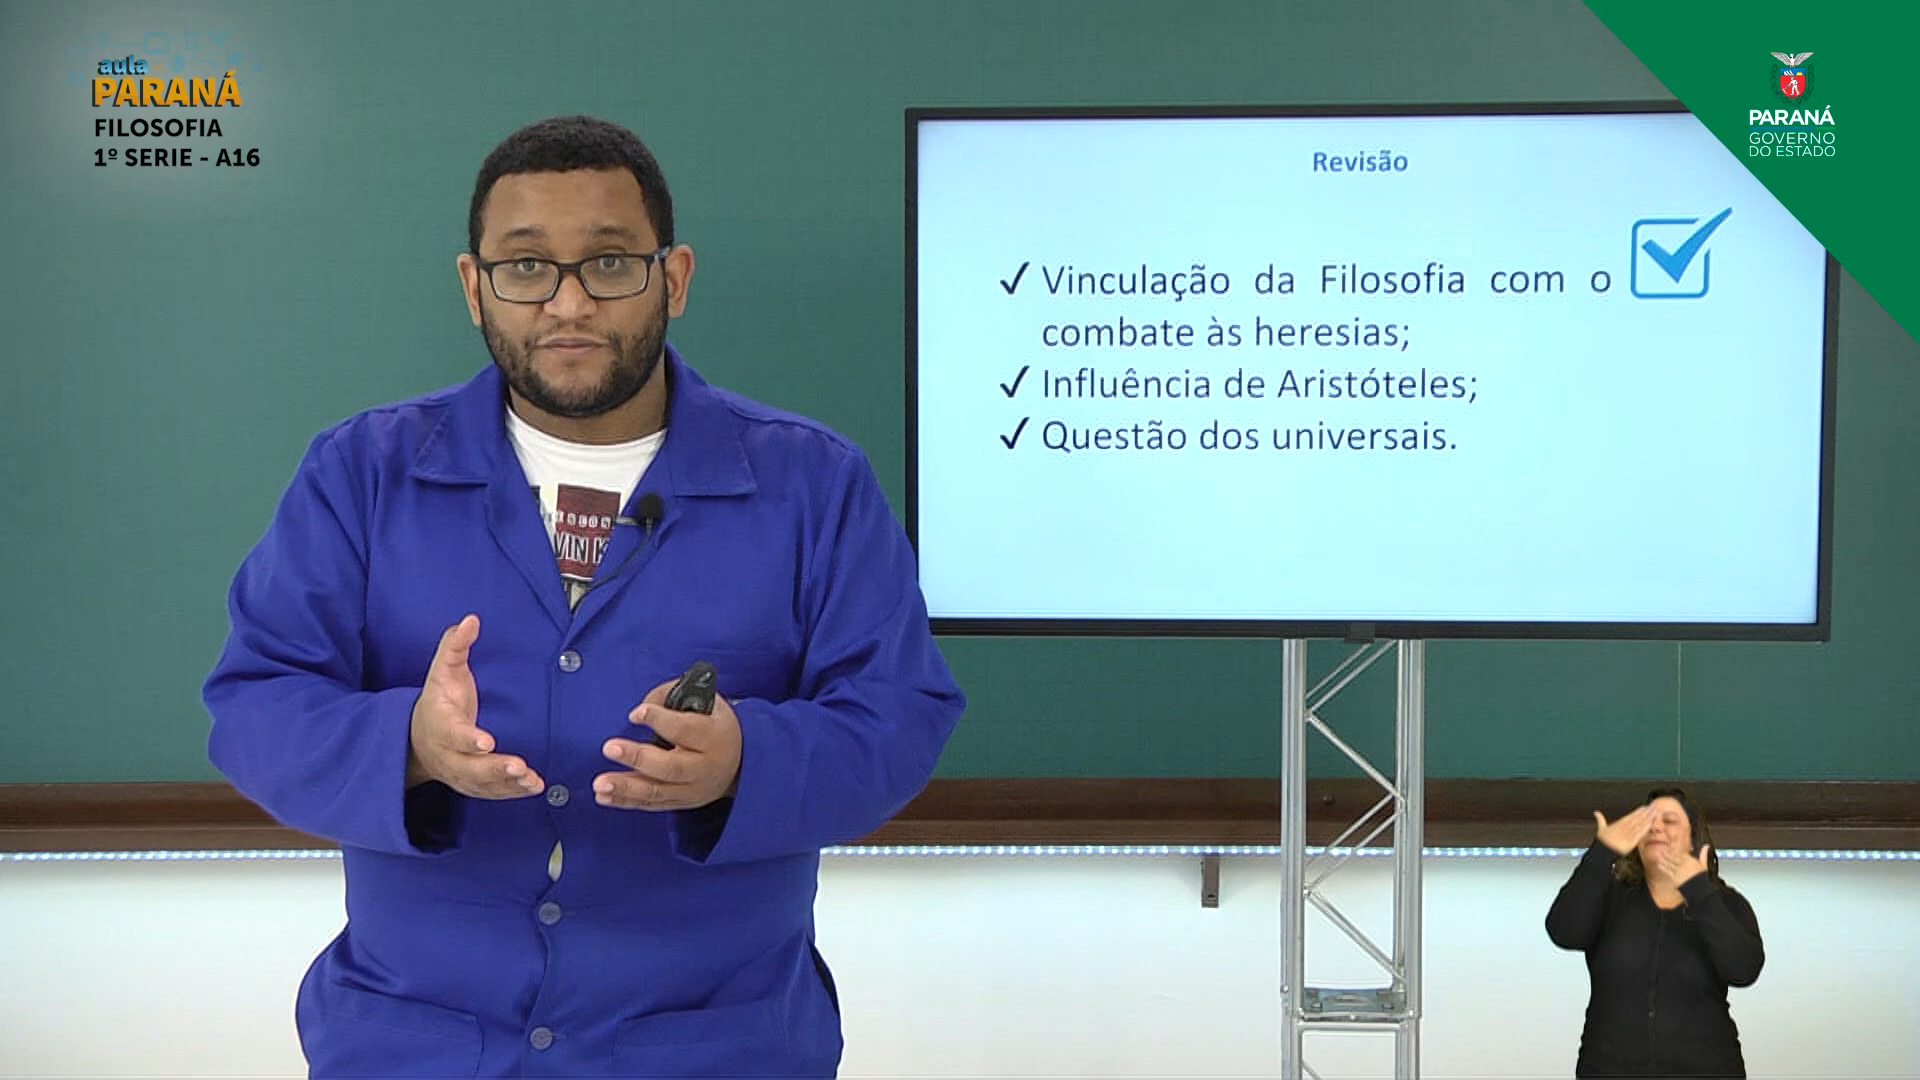 aula
PARANÁ
FILOSOFIA
1º SERIE - A16
PARANÁ
GOVERNO
DO ESTADO
Revisão
✓ Vinculação da Filosofia com o
combate às heresias;
✓ Influência de Aristóteles;
✓ Questão dos universais.
VIN K